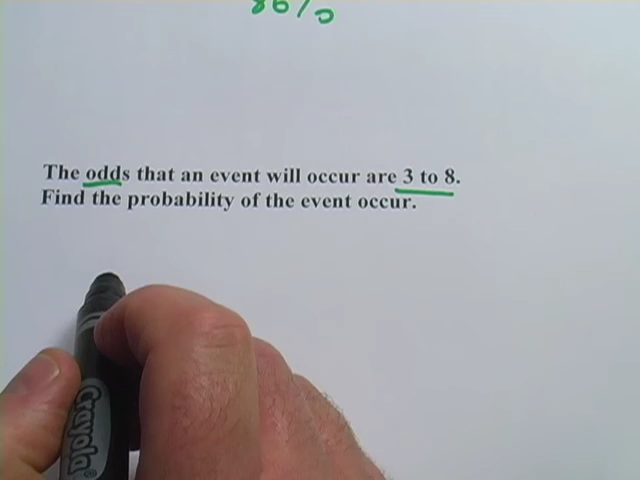 86%
The odds that an event will occur are 3 to 8.
Find the probability of the event occur.
Crayola